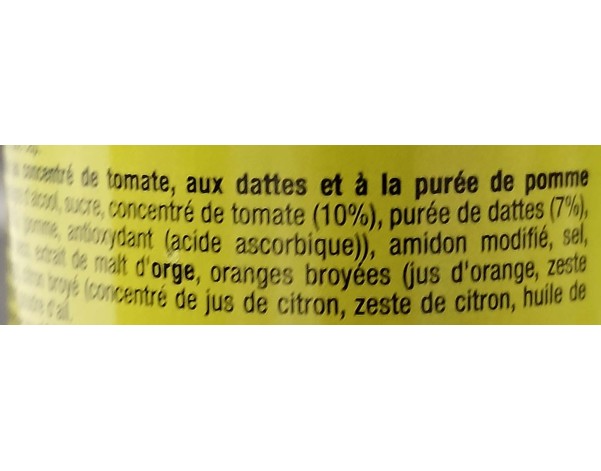 concentré de tomate, aux dattes et à la purée de pomme
d'alcool, sucre, concentré de tomate (10%), purée de dattes (7%),
pomme, antioxydant (acide ascorbique)), amidon modifié, sel,
extrait de malt d'orge, oranges broyées (jus d'orange, zeste
citron broyé (concentré de jus de citron, zeste de citron, huile de
d'ail.